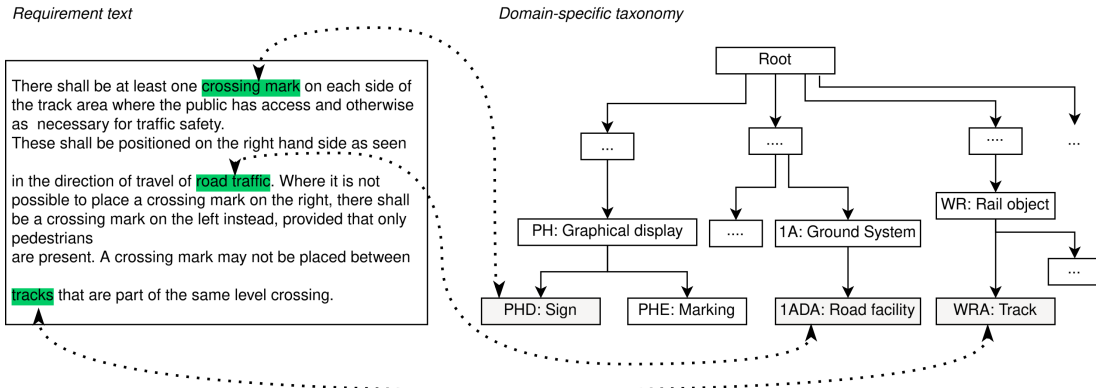 Requirement text
Domain-specific taxonomy
There shall be at least one crossing mark on each side of
the track area where the public has access and otherwise
as necessary for traffic safety.
These shall be positioned on the right hand side as seen
in the direction of travel of road traffic. Where it is not
possible to place a crossing mark on the right, there shall
be a crossing mark on the left instead, provided that only
pedestrians
are present. A crossing mark may not be placed between
tracks that are part of the same level crossing.
Root
...
....
....
...
PH: Graphical display
....
1A: Ground System
WR: Rail object
...
PHD: Sign
PHE: Marking
1ADA: Road facility
WRA: Track